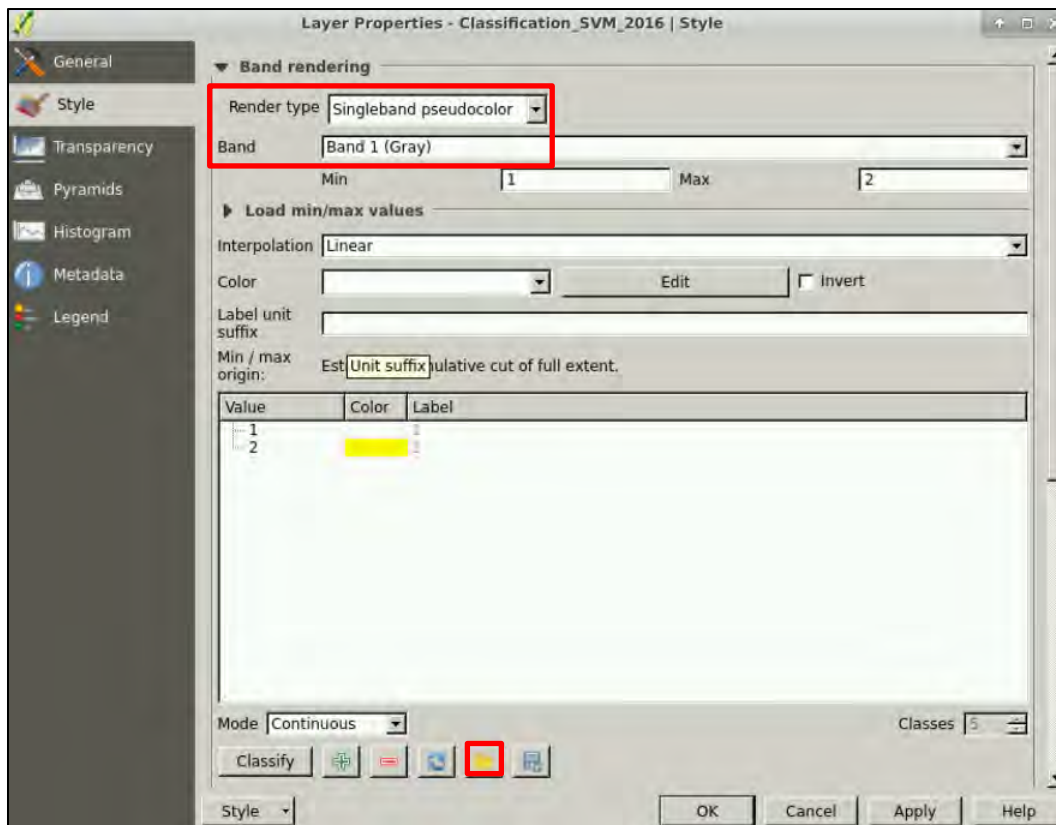 Layer Properties - Classification_SVM_2016 | Style
General
Style
Transparency
Pyramids
Histogram
Metadata
Legend
Band rendering
Render type Singleband pseudocolor
Band Band 1 (Gray)
Min 1 Max 2
Load min/max values
Interpolation Linear
Color Edit Invert
Label unit
suffix
Min / max
origin:
Est Unit suffix mulative cut of full extent.
Value Color Label
1 1
2
Mode Continuous Classes 5
Classify
Style OK Cancel Apply Help